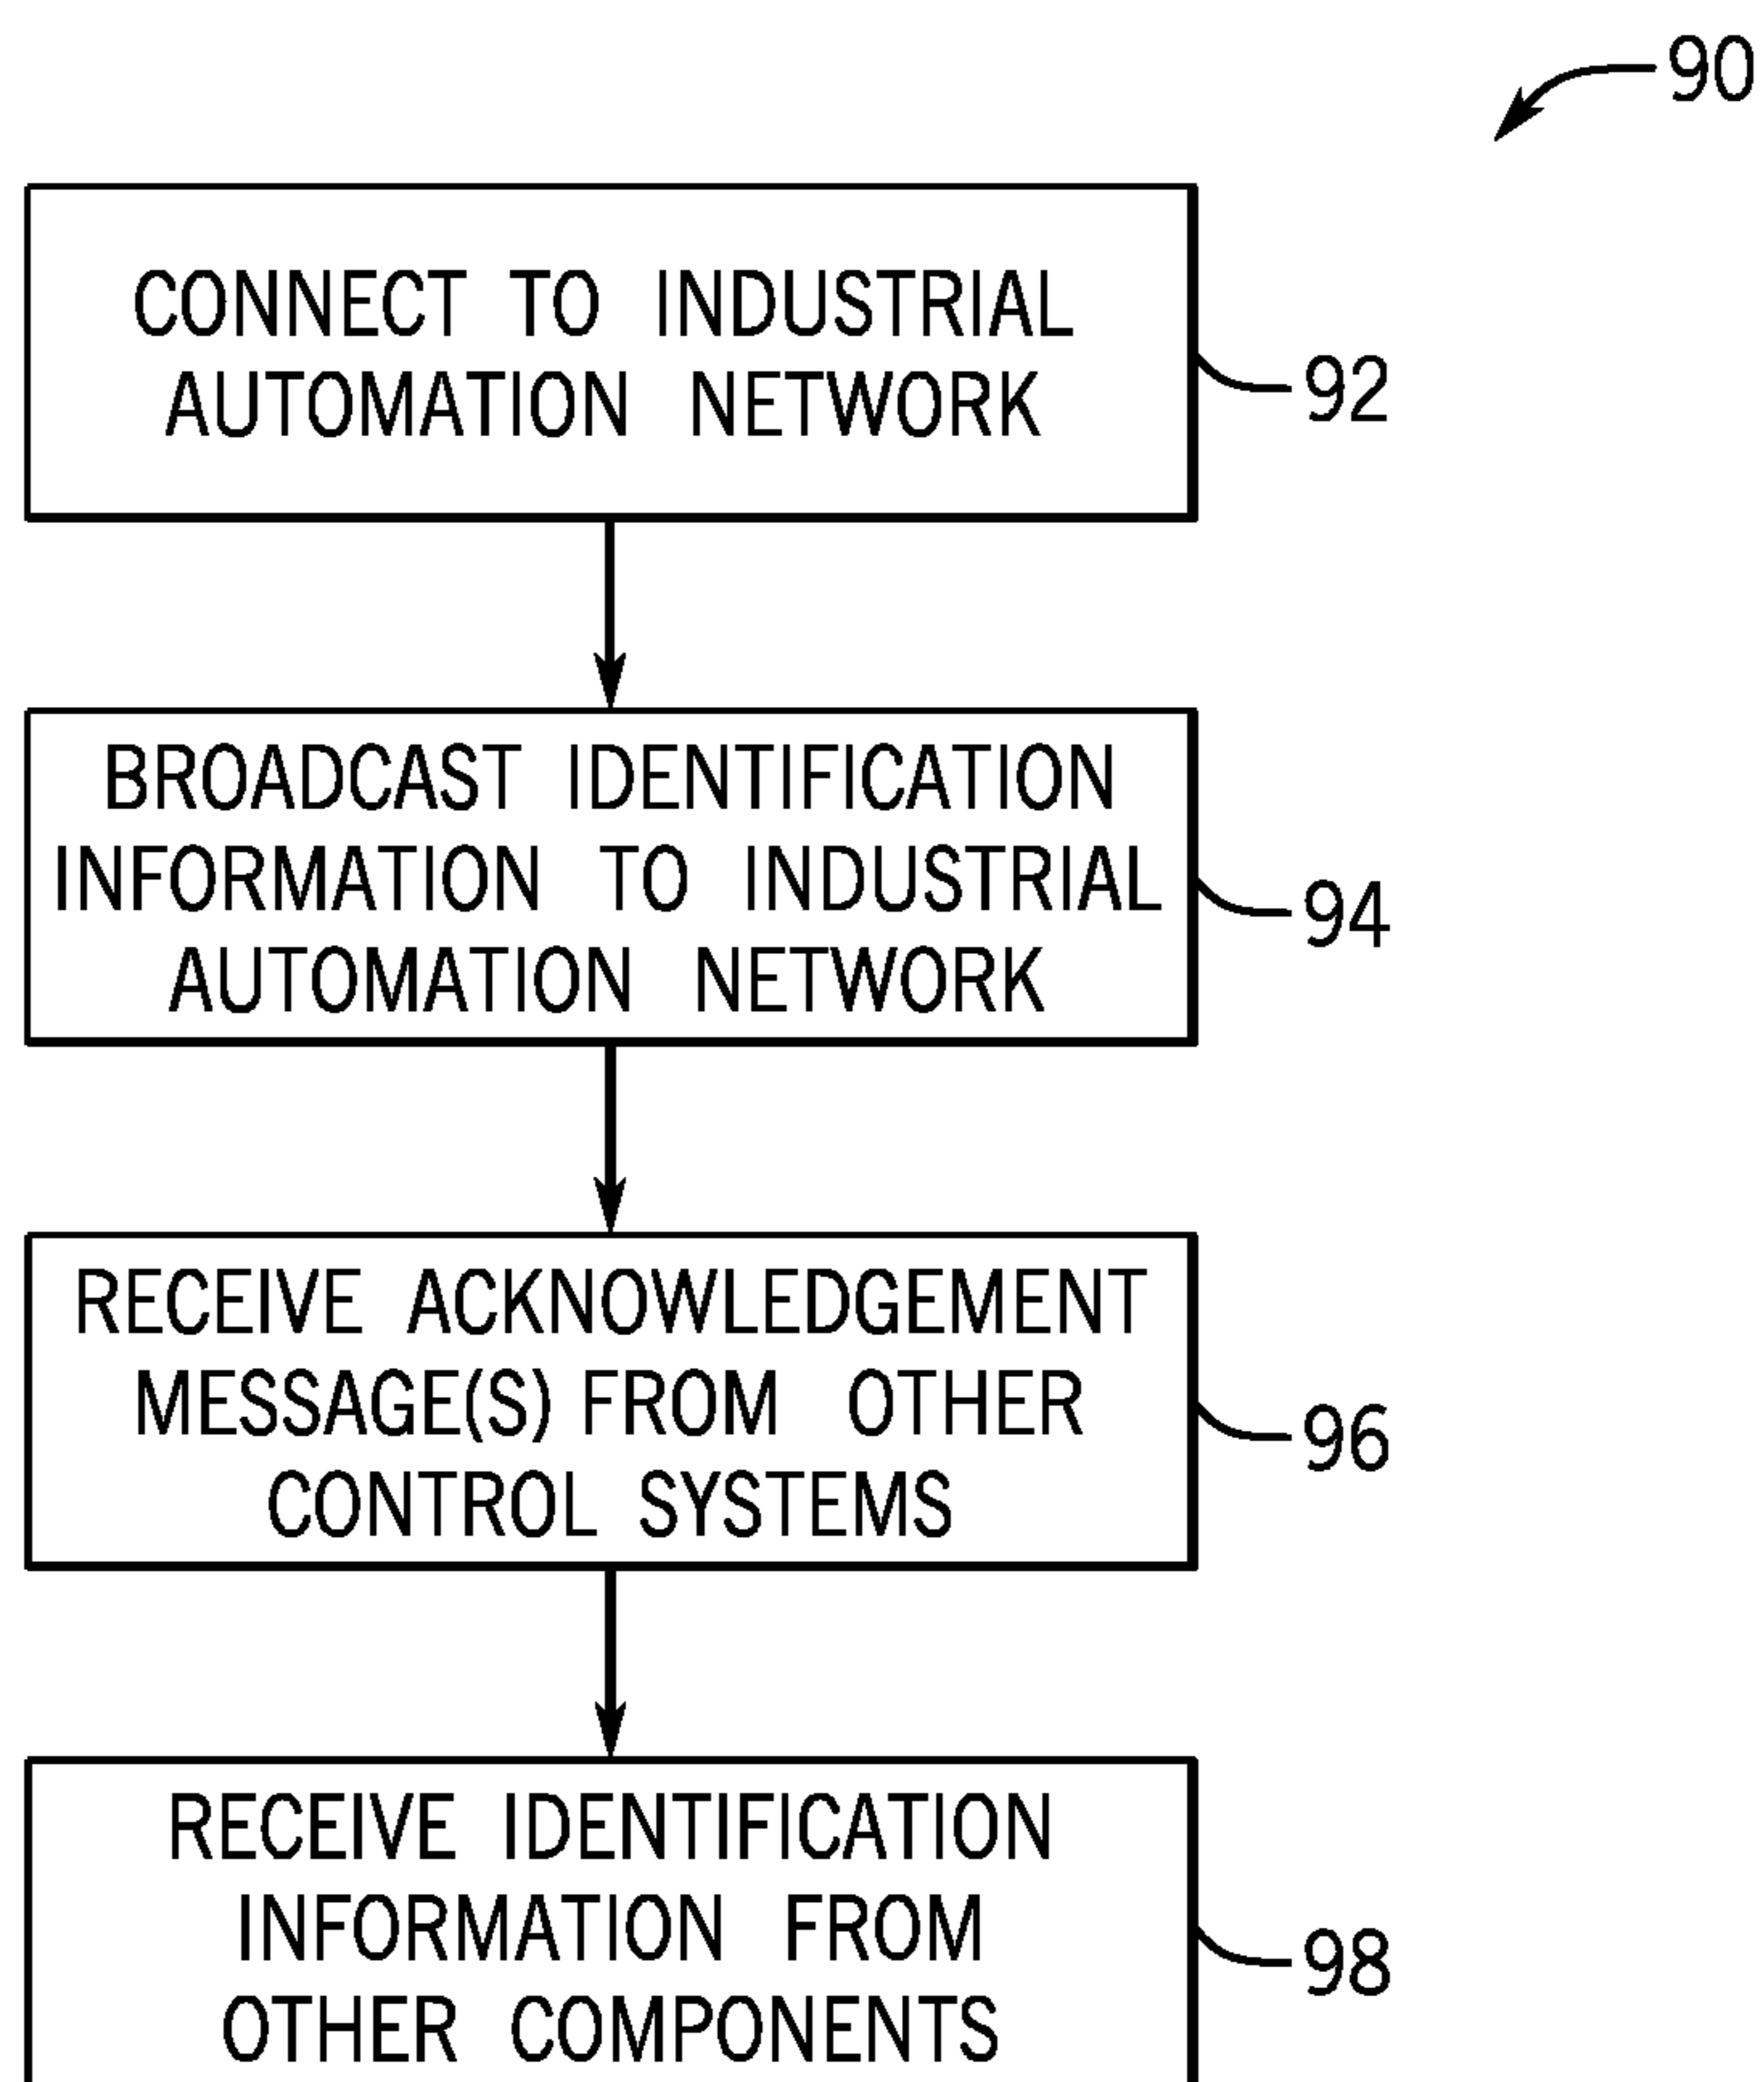 90
CONNECT TO INDUSTRIAL
AUTOMATION NETWORK
92
BROADCAST IDENTIFICATION
INFORMATION TO INDUSTRIAL
AUTOMATION NETWORK
94
RECEIVE ACKNOWLEDGEMENT
MESSAGE(S) FROM OTHER
CONTROL SYSTEMS
96
RECEIVE IDENTIFICATION
INFORMATION FROM
OTHER COMPONENTS
98